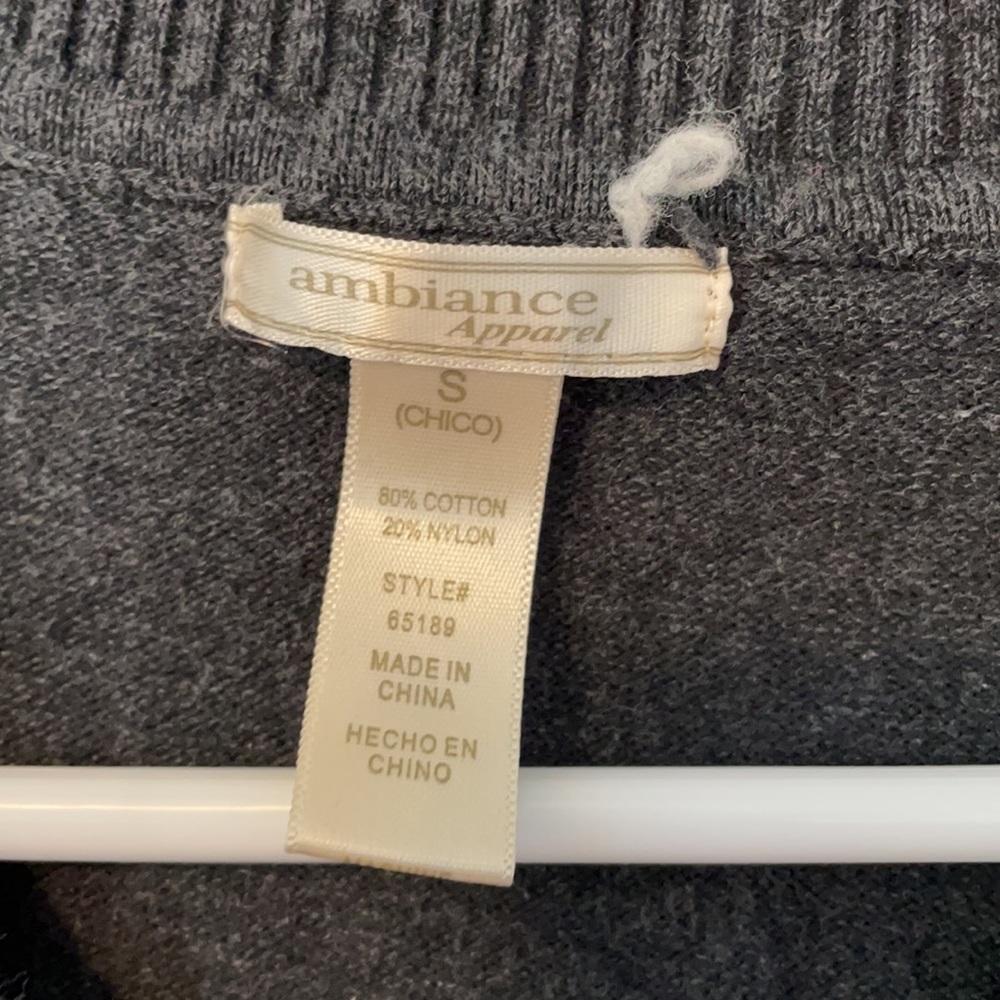 ambiance
Apparel
S
(CHICO)
80% COTTON
20% NYLON
STYLE#
65189
MADE IN
CHINA
HECHO EN
CHINO